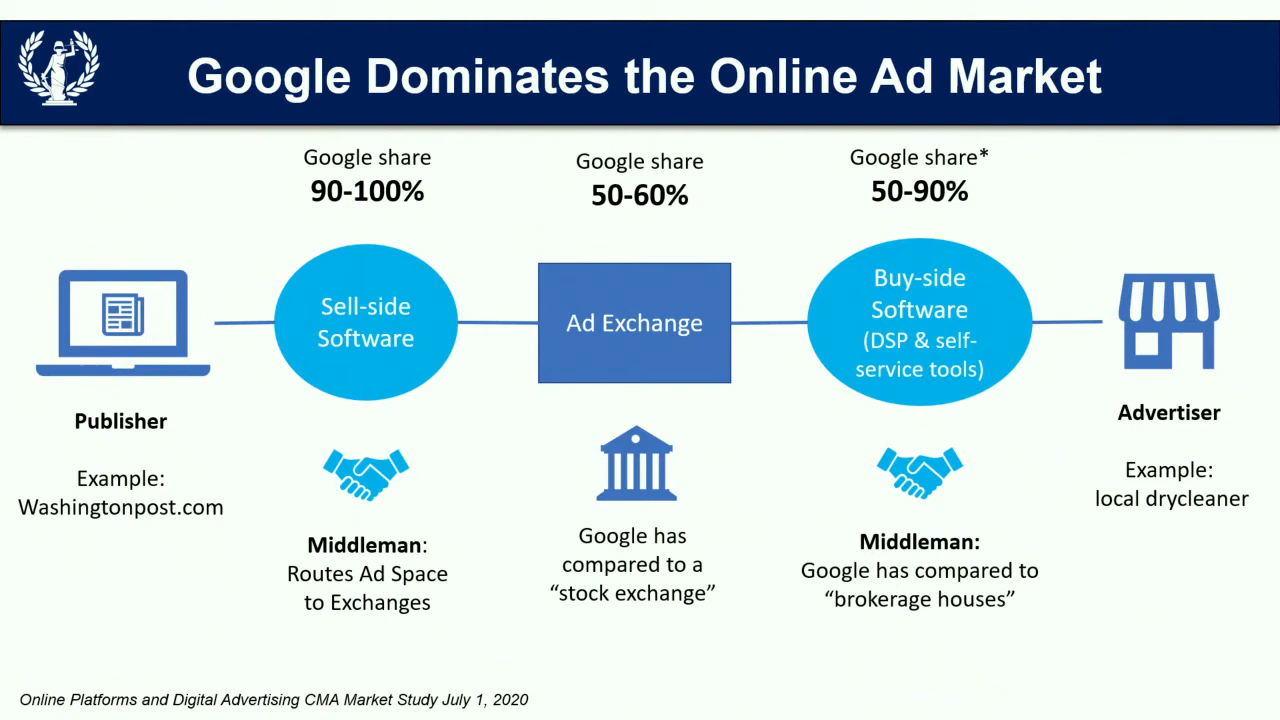 Google Dominates the Online Ad Market
Google share
90-100%
Google share
50-60%
Google share*
50-90%
Sell-side
Software
Ad Exchange
Buy-side
Software
(DSP & self-
service tools)
Publisher
Example:
Washingtonpost.com
Middleman:
Routes Ad Space
to Exchanges
Google has
compared to a
“stock exchange”
Middleman:
Google has compared to
“brokerage houses”
Advertiser
Example:
local drycleaner
Online Platforms and Digital Advertising CMA Market Study July 1, 2020